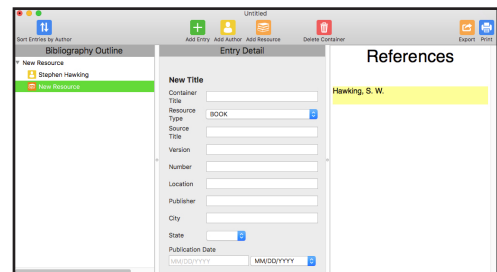 Untitled
Sort Entries by Author
Add Entry Add Author Add Resource Delete Container Export Print
Bibliography Outline
New Resource
Stephen Hawking
New Resource
Entry Detail
New Title
Container Title
Resource Type BOOK
Source Title
Version
Number
Location
Publisher
City
State
Publication Date
MM/DD/YYYY MM/DD/YYYY
References
Hawking, S. W.